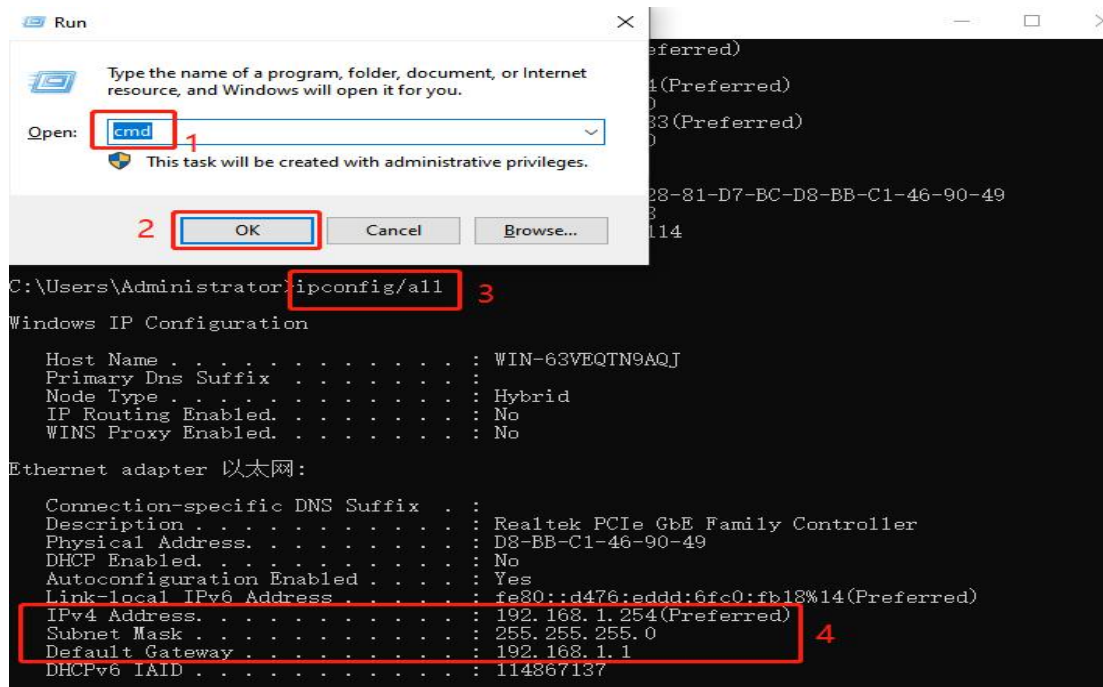 Run
Type the name of a program, folder, document, or Internet
resource, and Windows will open it for you.
Open: cmd
1
This task will be created with administrative privileges.
2
OK Cancel Browse...
eferred)
4(Preferred)
33(Preferred)
28-81-D7-BC-D8-BB-C1-46-90-49
114
C:\Users\Administrator>ipconfig/all
3
Windows IP Configuration
Host Name . . . . . . . . . . . . : WIN-63VEQTN9AQJ
Primary Dns Suffix . . . . . . . :
Node Type . . . . . . . . . . . . : Hybrid
IP Routing Enabled. . . . . . . . : No
WINS Proxy Enabled. . . . . . . . : No
Ethernet adapter 以太网:
Connection-specific DNS Suffix . :
Description . . . . . . . . . . . : Realtek PCIe GbE Family Controller
Physical Address. . . . . . . . . : D8-BB-C1-46-90-49
DHCP Enabled. . . . . . . . . . . : No
Autoconfiguration Enabled . . . . : Yes
Link-local IPv6 Address . . . . . : fe80::d476:eddd:6fc0:fb18%14(Preferred)
IPv4 Address. . . . . . . . . . . : 192.168.1.254(Preferred)
Subnet Mask . . . . . . . . . . . : 255.255.255.0
4
Default Gateway . . . . . . . . . : 192.168.1.1
DHCPv6 IAID . . . . . . . . . . . : 114867137